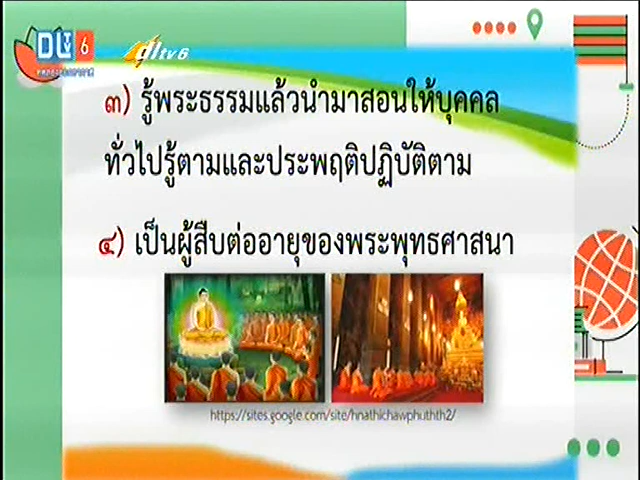 DLTV 6
dltv6
๓) รู้พระธรรมแล้วนำมาสอนให้บุคคล
ทั่วไปรู้ตามและประพฤติปฏิบัติตาม
๔) เป็นผู้สืบต่ออายุของพระพุทธศาสนา
https://sites.google.com/site/hnathichawphuthth2/